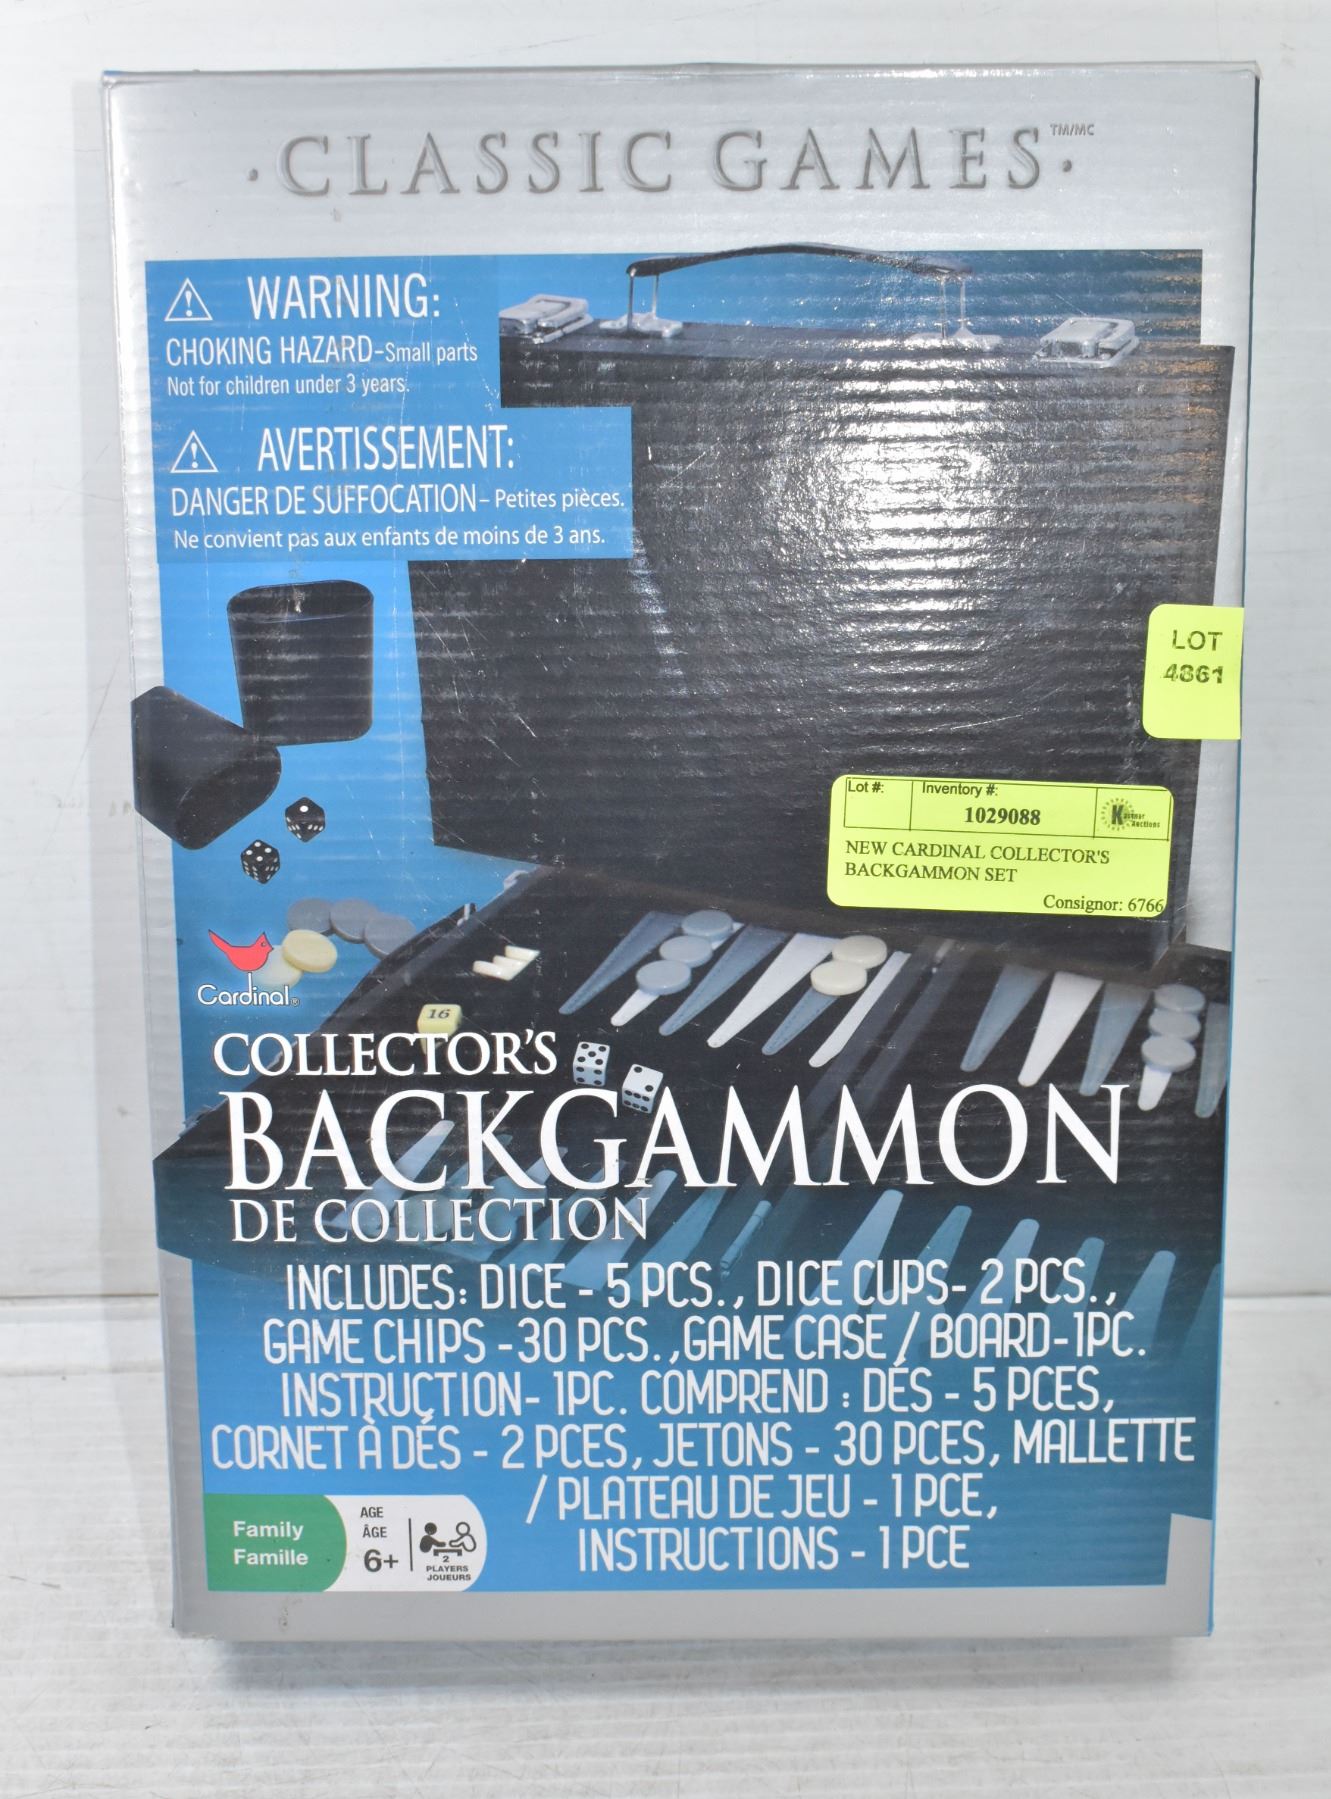 ·CLASSIC GAMES·™/MC
WARNING:
CHOKING HAZARD-Small parts
Not for children under 3 years.
AVERTISSEMENT:
DANGER DE SUFFOCATION- Petites pièces.
Ne convient pas aux enfants de moins de 3 ans.
LOT
4861
Lot #:
Inventory #:
1029088
Kastner
Auctions
NEW CARDINAL COLLECTOR'S
BACKGAMMON SET
Consignor: 6766
Cardinal®
16
COLLECTOR'S
BACKGAMMON
DE COLLECTION
INCLUDES: DICE - 5 PCS., DICE CUPS- 2 PCS.,
GAME CHIPS -30 PCS.,GAME CASE / BOARD-1PC.
INSTRUCTION- 1PC. COMPREND : DÉS - 5 PCES,
CORNET À DÉS - 2 PCES, JETONS - 30 PCES, MALLETTE
/ PLATEAU DE JEU - 1 PCE,
INSTRUCTIONS - 1 PCE
Family
Famille
AGE
ÂGE
6+
2
PLAYERS
JOUEURS